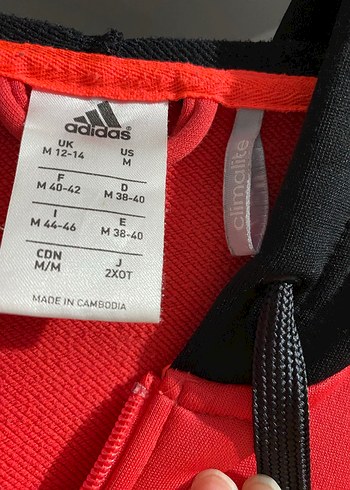 adidas
UK US
M 12-14 M
F D
M 40-42 M 38-40
I E
M 44-46 M 38-40
CDN J
M/M 2XOT
MADE IN CAMBODIA
climalite